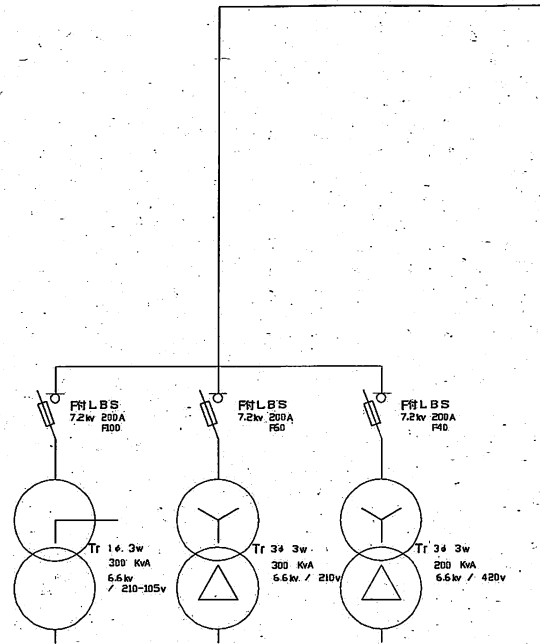 F付LBS
7.2kv 200A
F100
F付LBS
7.2kv 200A
F60
F付LBS
7.2kv 200A
F40
Tr 1φ 3w
300 KvA
6.6kv
/ 210-105v
Tr 3φ 3w
300 KvA
6.6kv / 210v
Tr 3φ 3w
200 KvA
6.6kv / 420v